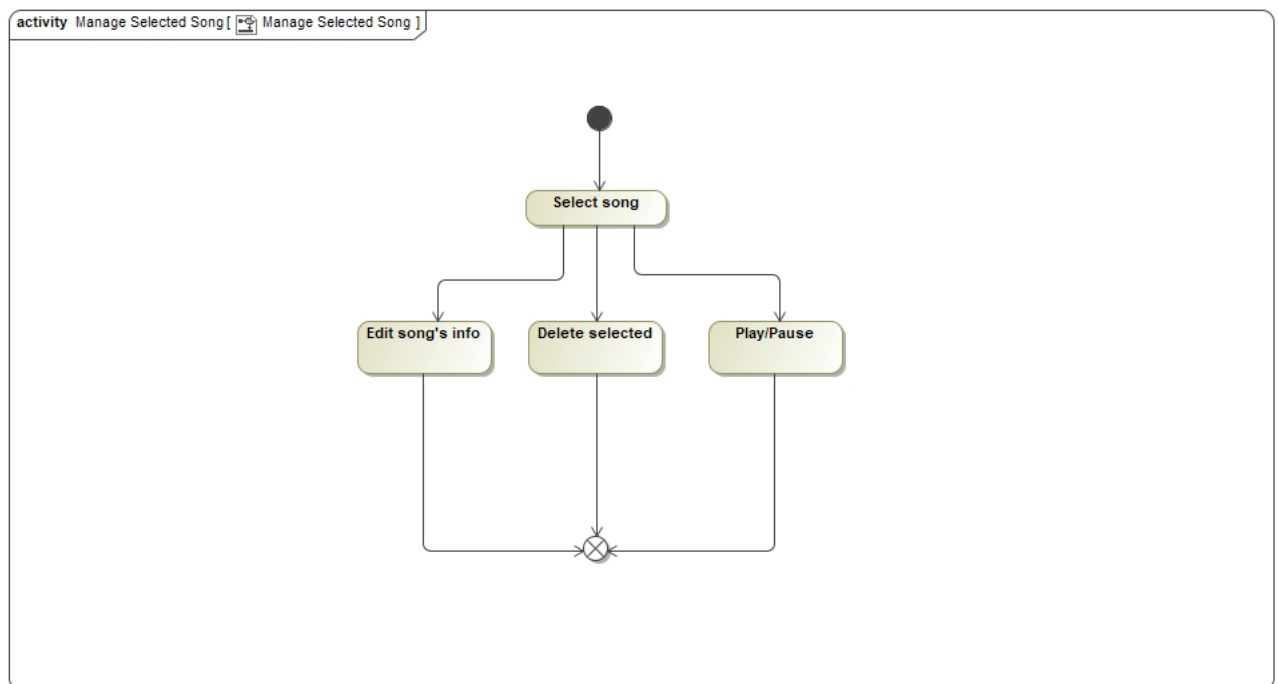 activity Manage Selected Song [ Manage Selected Song ]
Select song
Edit song's info
Delete selected
Play/Pause